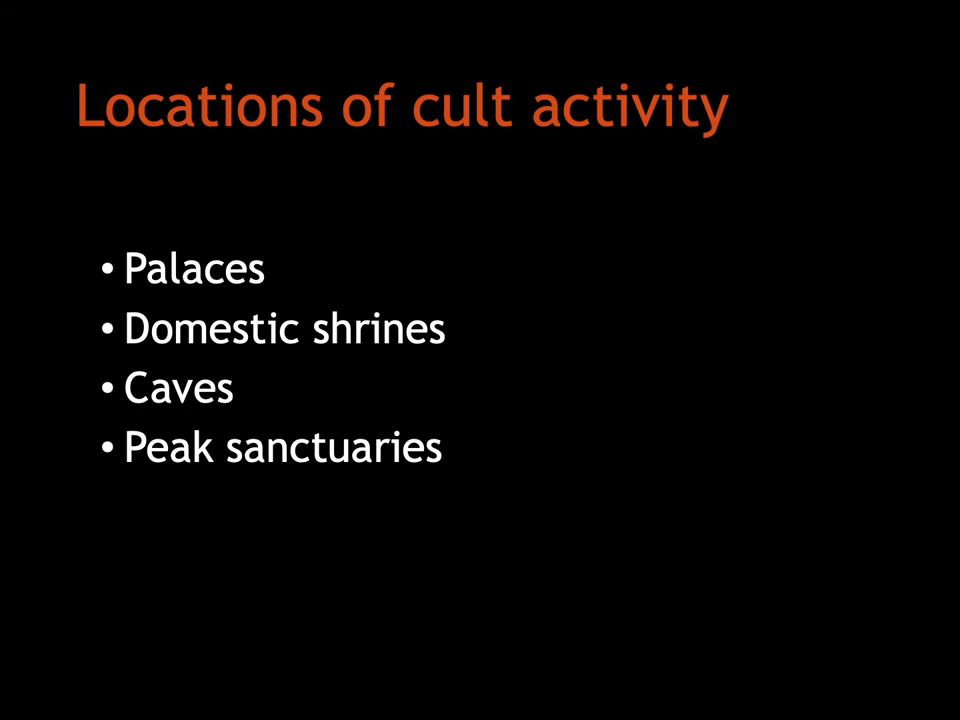 Locations of cult activity
• Palaces
• Domestic shrines
• Caves
• Peak sanctuaries